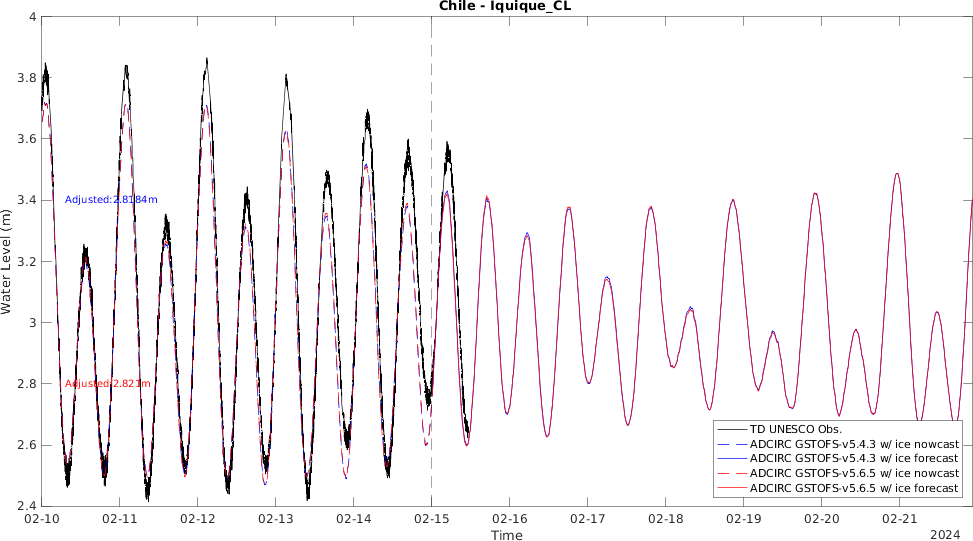 Chile - Iquique_CL
4
3.8
3.6
3.4
3.2
3
2.8
2.6
2.4
Water Level (m)
Adjusted:2.8184m
Adjusted:2.821m
TD UNESCO Obs.
ADCIRC GSTOFS-v5.4.3 w/ ice nowcast
ADCIRC GSTOFS-v5.4.3 w/ ice forecast
ADCIRC GSTOFS-v5.6.5 w/ ice nowcast
ADCIRC GSTOFS-v5.6.5 w/ ice forecast
02-10 02-11 02-12 02-13 02-14 02-15 02-16 02-17 02-18 02-19 02-20 02-21
Time
2024